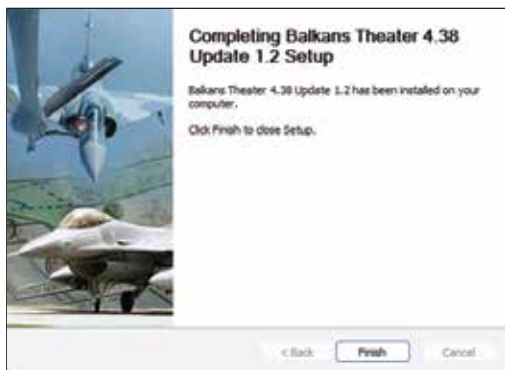 Completing Balkans Theater 4.38
Update 1.2 Setup
Balkans Theater 4.38 Update 1.2 has been installed on your
computer.
Click Finish to close Setup.
< Back Finish Cancel